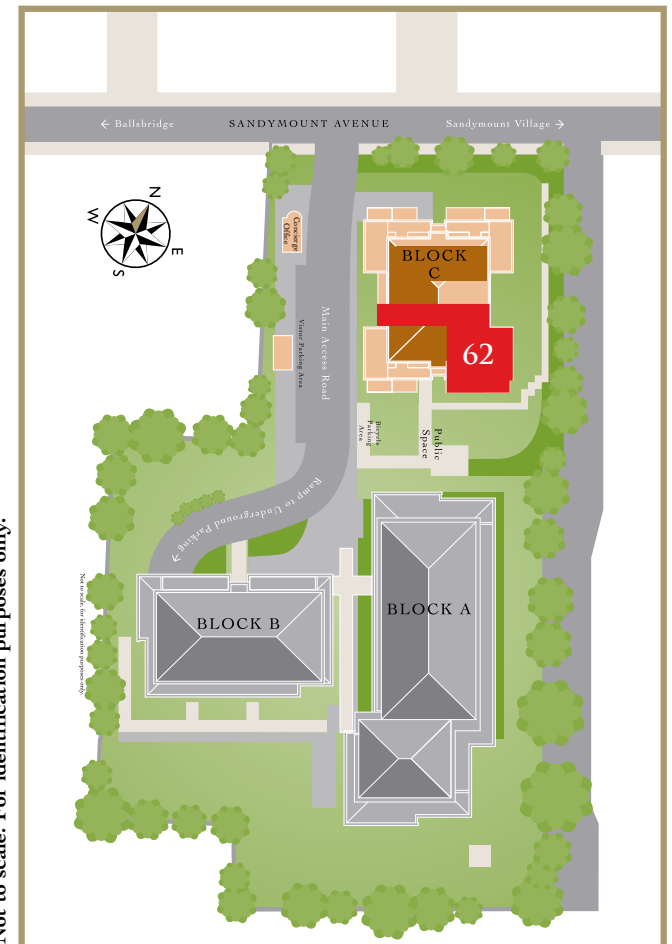 ← Ballsbridge
SANDYMOUNT AVENUE
Sandymount Village →
N
W
E
S
Concierge
Office
BLOCK
C
62
Main Access Road
Vistor Parking Area
Bicycle
Parking
Area
Public
Space
Ramp to Underground Parking →
BLOCK B
BLOCK A
Not to scale, for identification purposes only.
Not to scale. For identification purposes only.